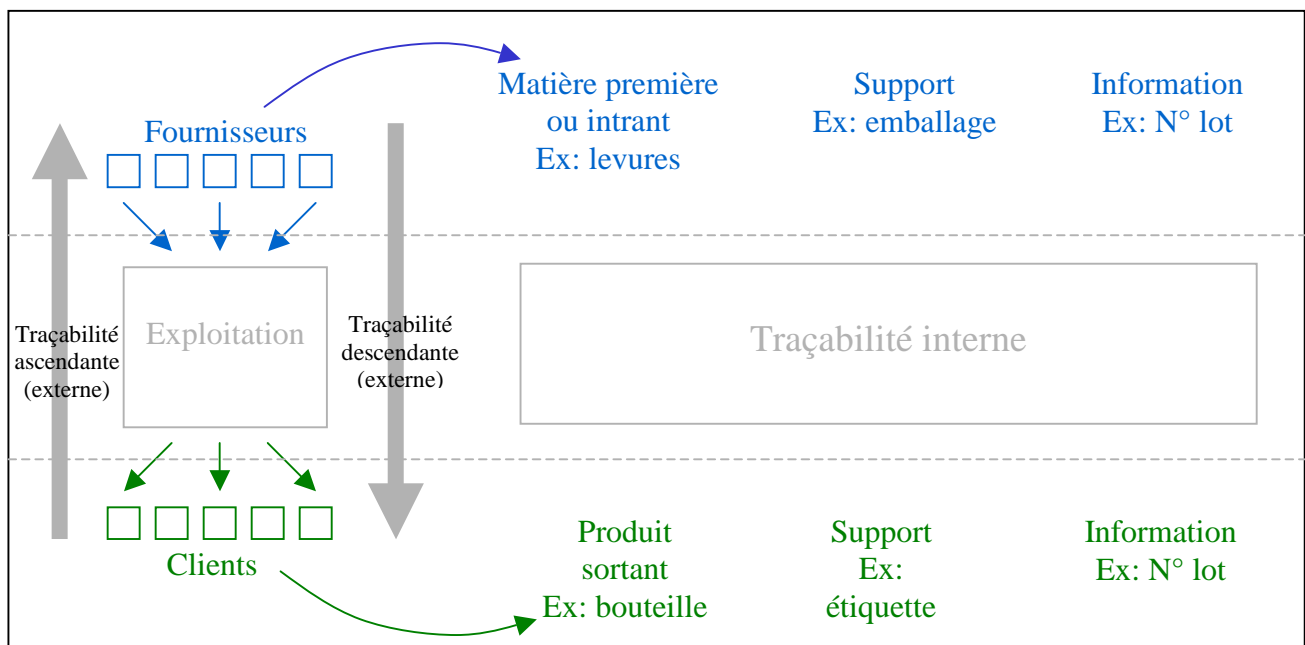 Matière première
ou intrant
Ex: levures
Support
Ex: emballage
Information
Ex: N° lot
Fournisseurs
Traçabilité
ascendante
(externe)
Exploitation
Traçabilité
descendante
(externe)
Traçabilité interne
Clients
Produit
sortant
Ex: bouteille
Support
Ex:
étiquette
Information
Ex: N° lot